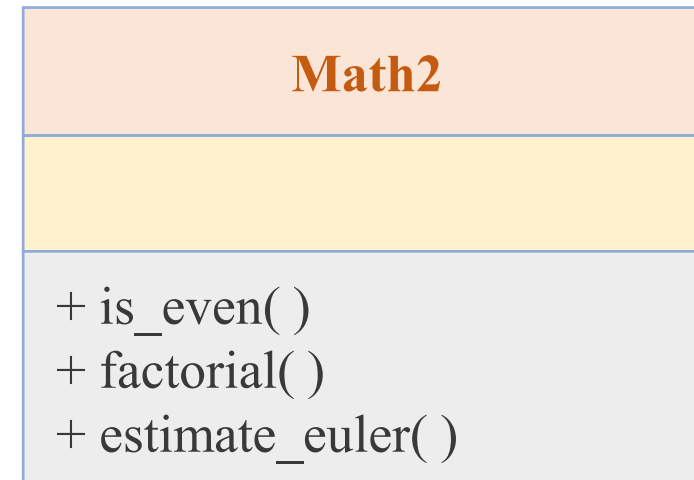 Math2
+ is_even( )
+ factorial( )
+ estimate_euler( )